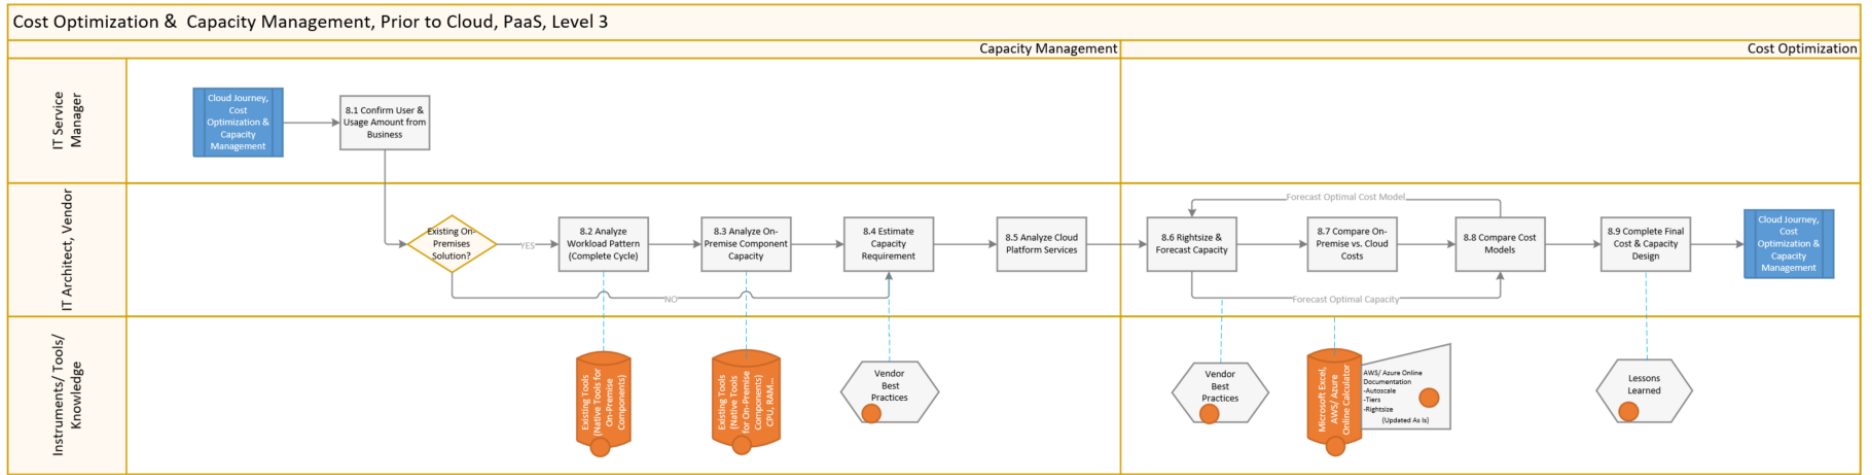 Cost Optimization & Capacity Management, Prior to Cloud, PaaS, Level 3
Capacity Management
Cost Optimization
IT Service
Manager
Cloud Journey,
Cost
Optimization &
Capacity
Management
8.1 Confirm User &
Usage Amount from
Business
IT Architect, Vendor
Existing On-
Premises
Solution?
YES
NO
8.2 Analyze
Workload Pattern
(Complete Cycle)
8.3 Analyze On-
Premise Component
Capacity
8.4 Estimate
Capacity
Requirement
8.5 Analyze Cloud
Platform Services
Forecast Optimal Cost Model
8.6 Rightsize &
Forecast Capacity
8.7 Compare On-
Premise vs. Cloud
Costs
8.8 Compare Cost
Models
Forecast Optimal Capacity
8.9 Complete Final
Cost & Capacity
Design
Cloud Journey,
Cost
Optimization &
Capacity
Management
Instruments/ Tools/
Knowledge
Existing Tools
(Native Tools for
On-Premise
Components)
Existing Tools
(Native Tools
for On-Premise
Components)
CPU, RAM...
Vendor
Best
Practices
Vendor
Best
Practices
Microsoft Excel,
AWS/ Azure
Online Calculator
AWS/ Azure Online
Documentation
-Autoscale
-Tiers
-Rightsize
(Updated As Is)
Lessons
Learned